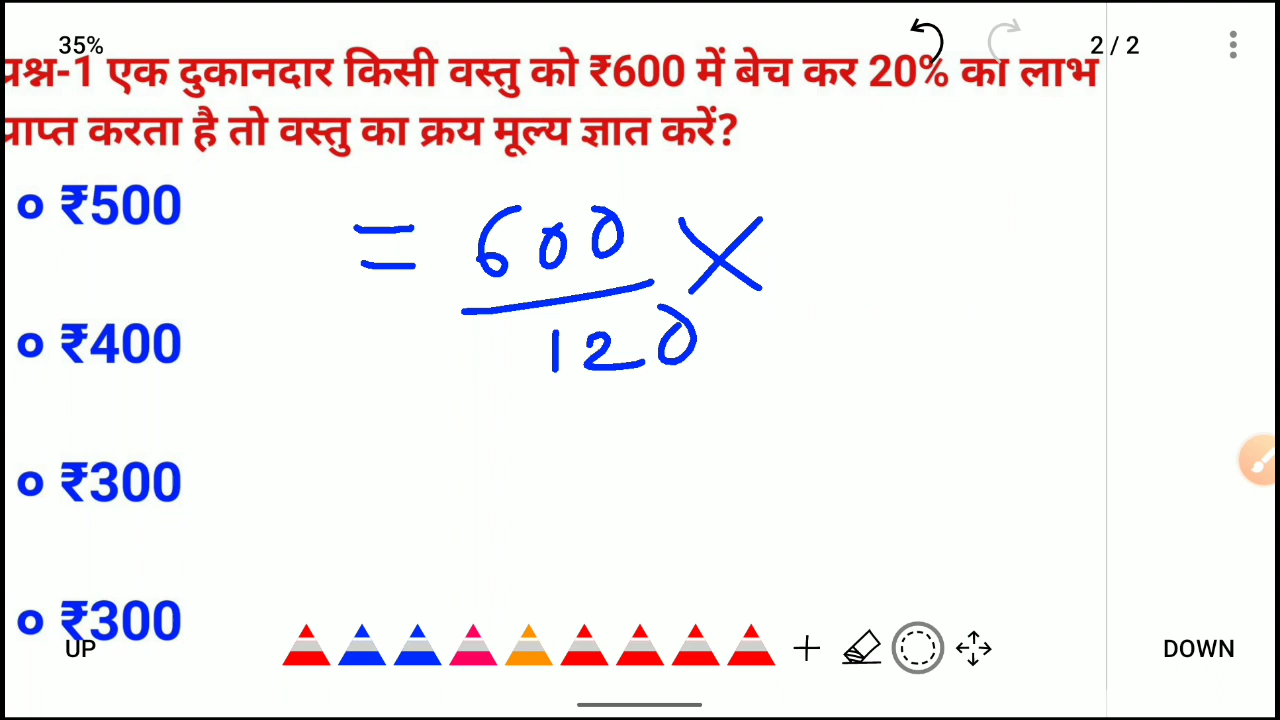 35%
2/2
प्रश्न-1 एक दुकानदार किसी वस्तु को ₹600 में बेच कर 20% का लाभ
प्राप्त करता है तो वस्तु का क्रय मूल्य ज्ञात करें?
₹500
= 600 ×
120
₹400
₹300
₹300
UP
DOWN